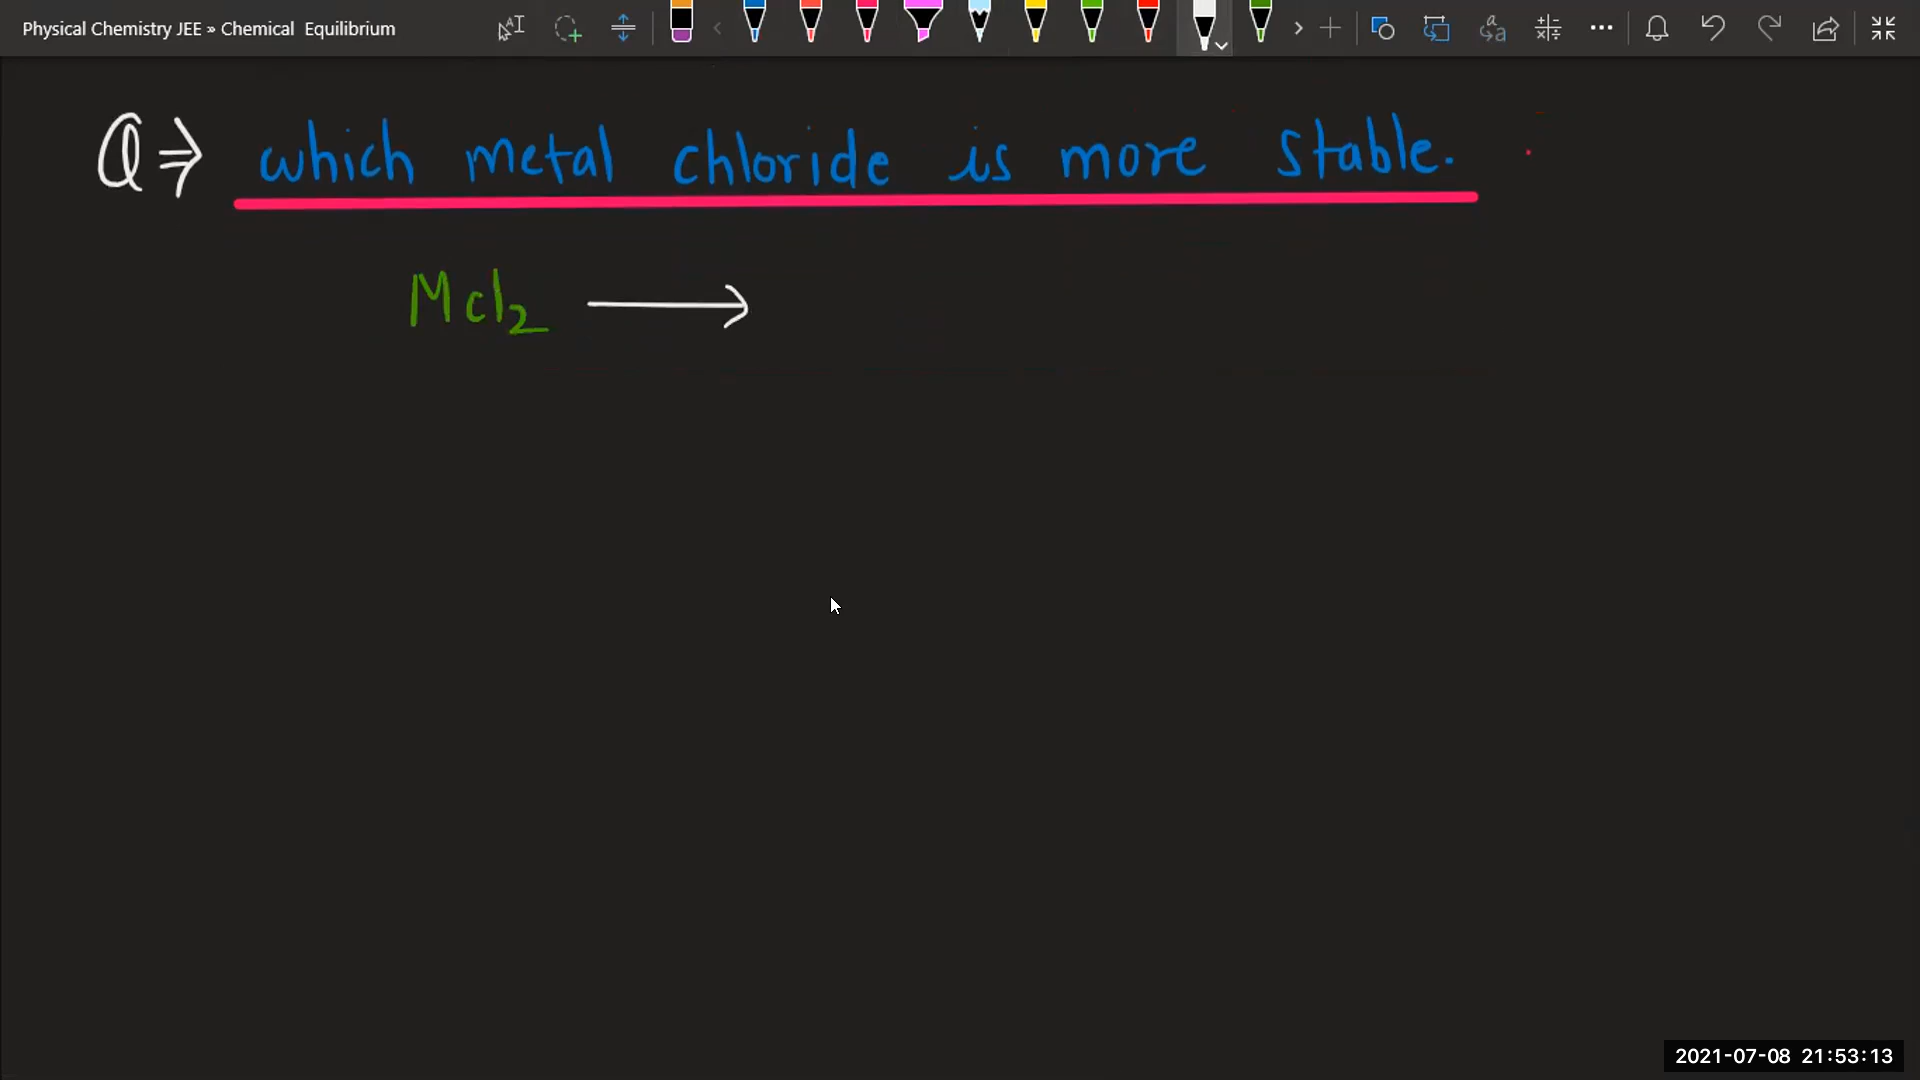 Physical Chemistry JEE » Chemical Equilibrium
Q⇒ which metal chloride is more stable.
Mcl₂ ⟶
2021-07-08 21:53:13